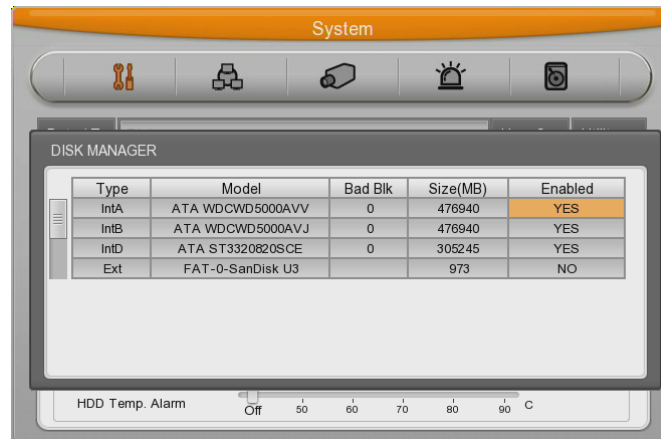 System
DISK MANAGER
Type Model Bad Blk Size(MB) Enabled
IntA ATA WDCWD5000AVV 0 476940 YES
IntB ATA WDCWD5000AVJ 0 476940 YES
IntD ATA ST3320820SCE 0 305245 YES
Ext FAT-0-SanDisk U3 973 NO
HDD Temp. Alarm Off 50 60 70 80 90 C